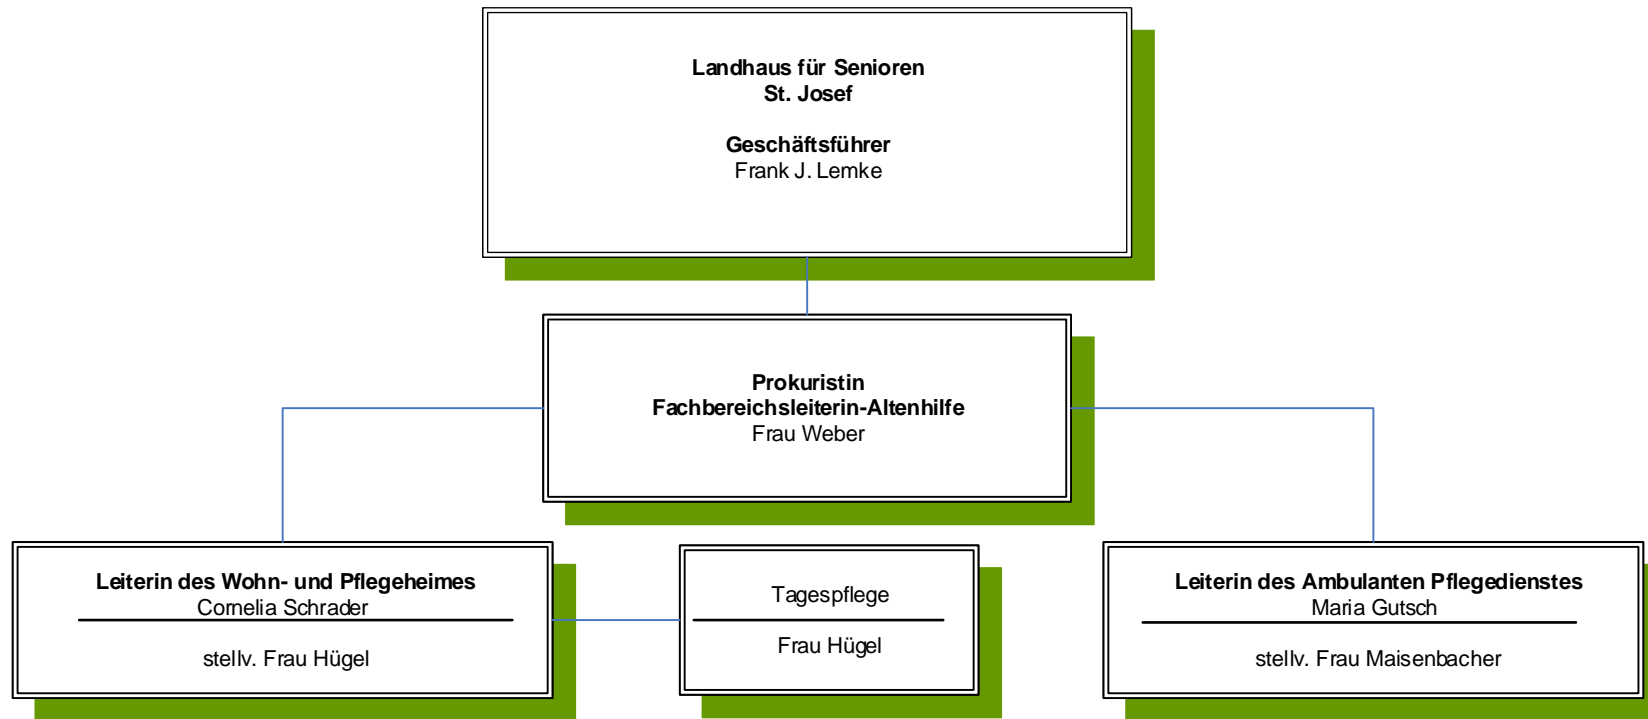 Landhaus für Senioren
St. Josef
Geschäftsführer
Frank J. Lemke
Prokuristin
Fachbereichsleiterin-Altenhilfe
Frau Weber
Leiterin des Wohn- und Pflegeheimes
Cornelia Schrader
stellv. Frau Hügel
Tagespflege
Frau Hügel
Leiterin des Ambulanten Pflegedienstes
Maria Gutsch
stellv. Frau Maisenbacher